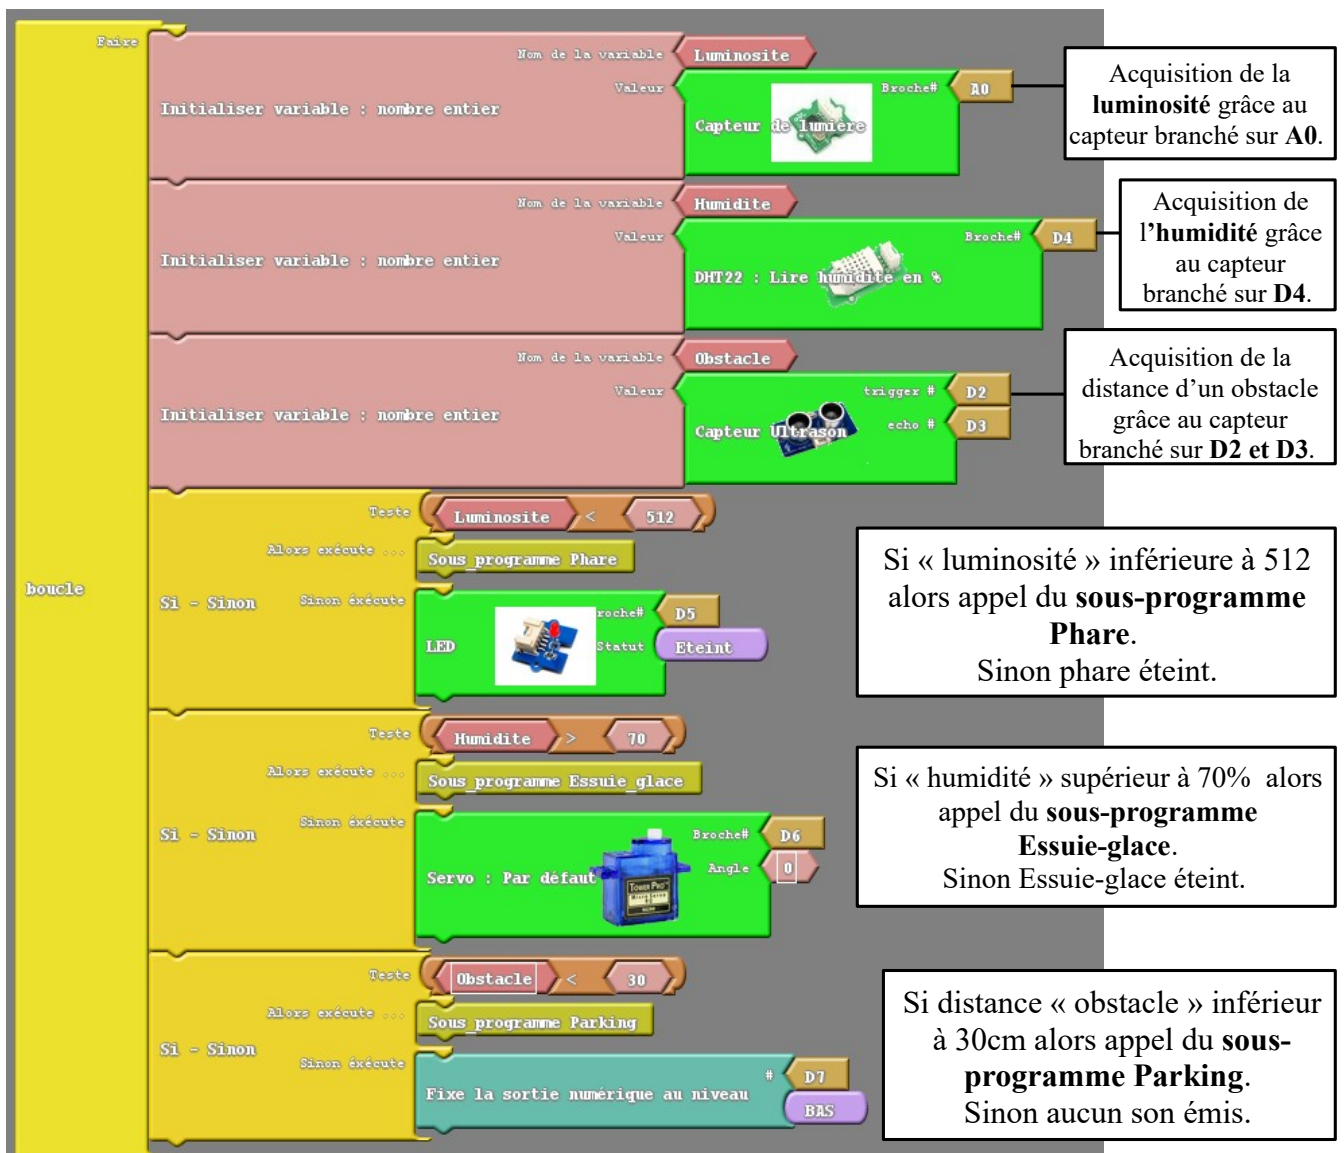 Faire
Nom de la variable
Luminosite
Valeur
Broche#
A0
Initialiser variable : nombre entier
Capteur de lumiere
Acquisition de la
luminosité grâce au
capteur branché sur A0.
Nom de la variable
Humidite
Valeur
Broche#
D4
Initialiser variable : nombre entier
DHT22 : Lire humidite en %
Acquisition de
l'humidité grâce
au capteur
branché sur D4.
Nom de la variable
Obstacle
Valeur
trigger #
D2
Initialiser variable : nombre entier
Capteur Ultrason
echo #
D3
Acquisition de la
distance d'un obstacle
grâce au capteur
branché sur D2 et D3.
boucle
Teste
Luminosite < 512
Alors exécute ...
Sous_programme Phare
Si - Sinon
Sinon éxécute
roche#
D5
LED
Statut
Eteint
Si « luminosité » inférieure à 512
alors appel du sous-programme
Phare.
Sinon phare éteint.
Teste
Humidite > 70
Alors exécute ...
Sous_programme Essuie_glace
Si - Sinon
Sinon éxécute
Broche#
D6
Servo : Par défaut
Angle
0
Tower Pro
Si « humidité » supérieur à 70% alors
appel du sous-programme
Essuie-glace.
Sinon Essuie-glace éteint.
Teste
Obstacle < 30
Alors exécute ...
Sous_programme Parking
Si - Sinon
Sinon éxécute
#
D7
Fixe la sortie numérique au niveau
BAS
Si distance « obstacle » inférieur
à 30cm alors appel du sous-
programme Parking.
Sinon aucun son émis.